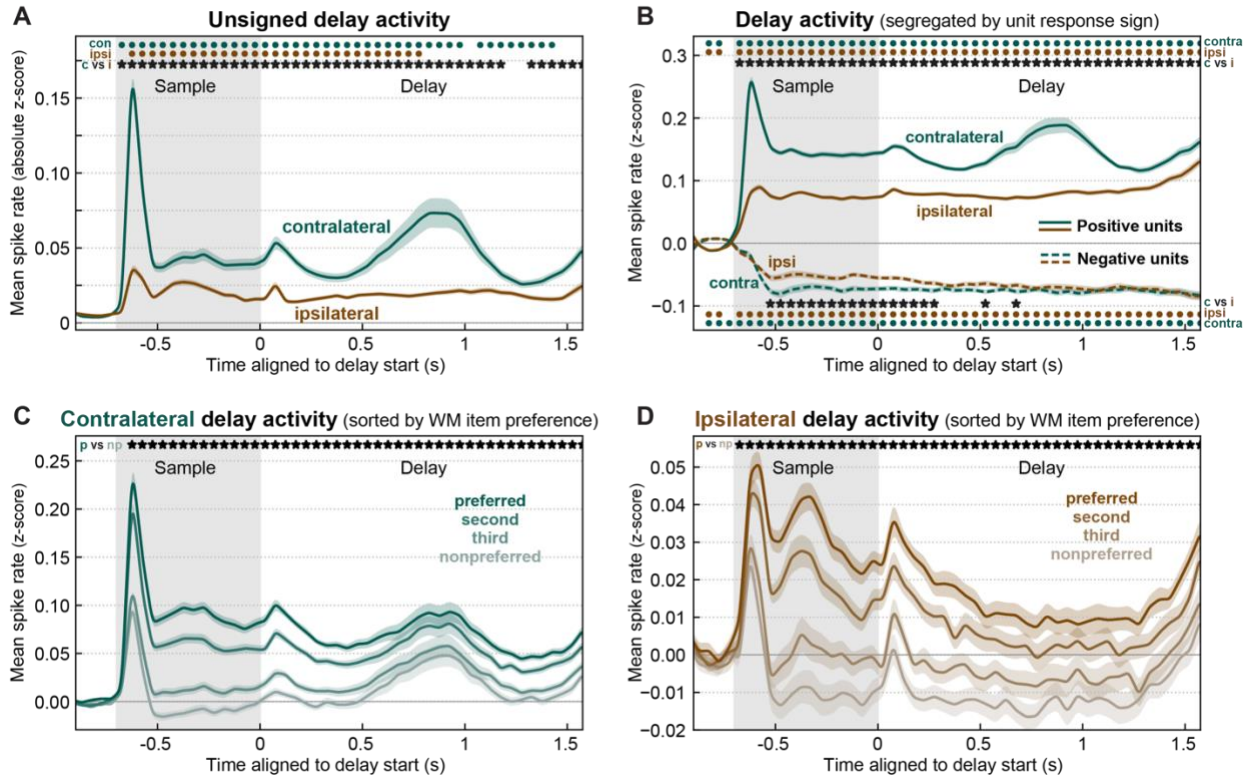 A
Unsigned delay activity
con
ipsi
c vs i
Sample
Delay
0.15
0.10
0.05
0
contralateral
ipsilateral
Mean spike rate (absolute z-score)
-0.5
0
0.5
1
1.5
Time aligned to delay start (s)
B
Delay activity (segregated by unit response sign)
contra
ipsi
c vs i
Sample
Delay
0.3
0.2
0.1
0.0
−0.1
contralateral
ipsilateral
Positive units
Negative units
ipsi
contra
c vs i
ipsi
contra
Mean spike rate (z-score)
-0.5
0
0.5
1
1.5
Time aligned to delay start (s)
C
Contralateral delay activity (sorted by WM item preference)
p vs np
Sample
Delay
0.25
0.20
0.15
0.10
0.05
0.00
preferred
second
third
nonpreferred
Mean spike rate (z-score)
-0.5
0
0.5
1
1.5
Time aligned to delay start (s)
D
Ipsilateral delay activity (sorted by WM item preference)
p vs np
Sample
Delay
0.05
0.04
0.03
0.02
0.01
0.00
−0.01
−0.02
preferred
second
third
nonpreferred
Mean spike rate (z-score)
-0.5
0
0.5
1
1.5
Time aligned to delay start (s)